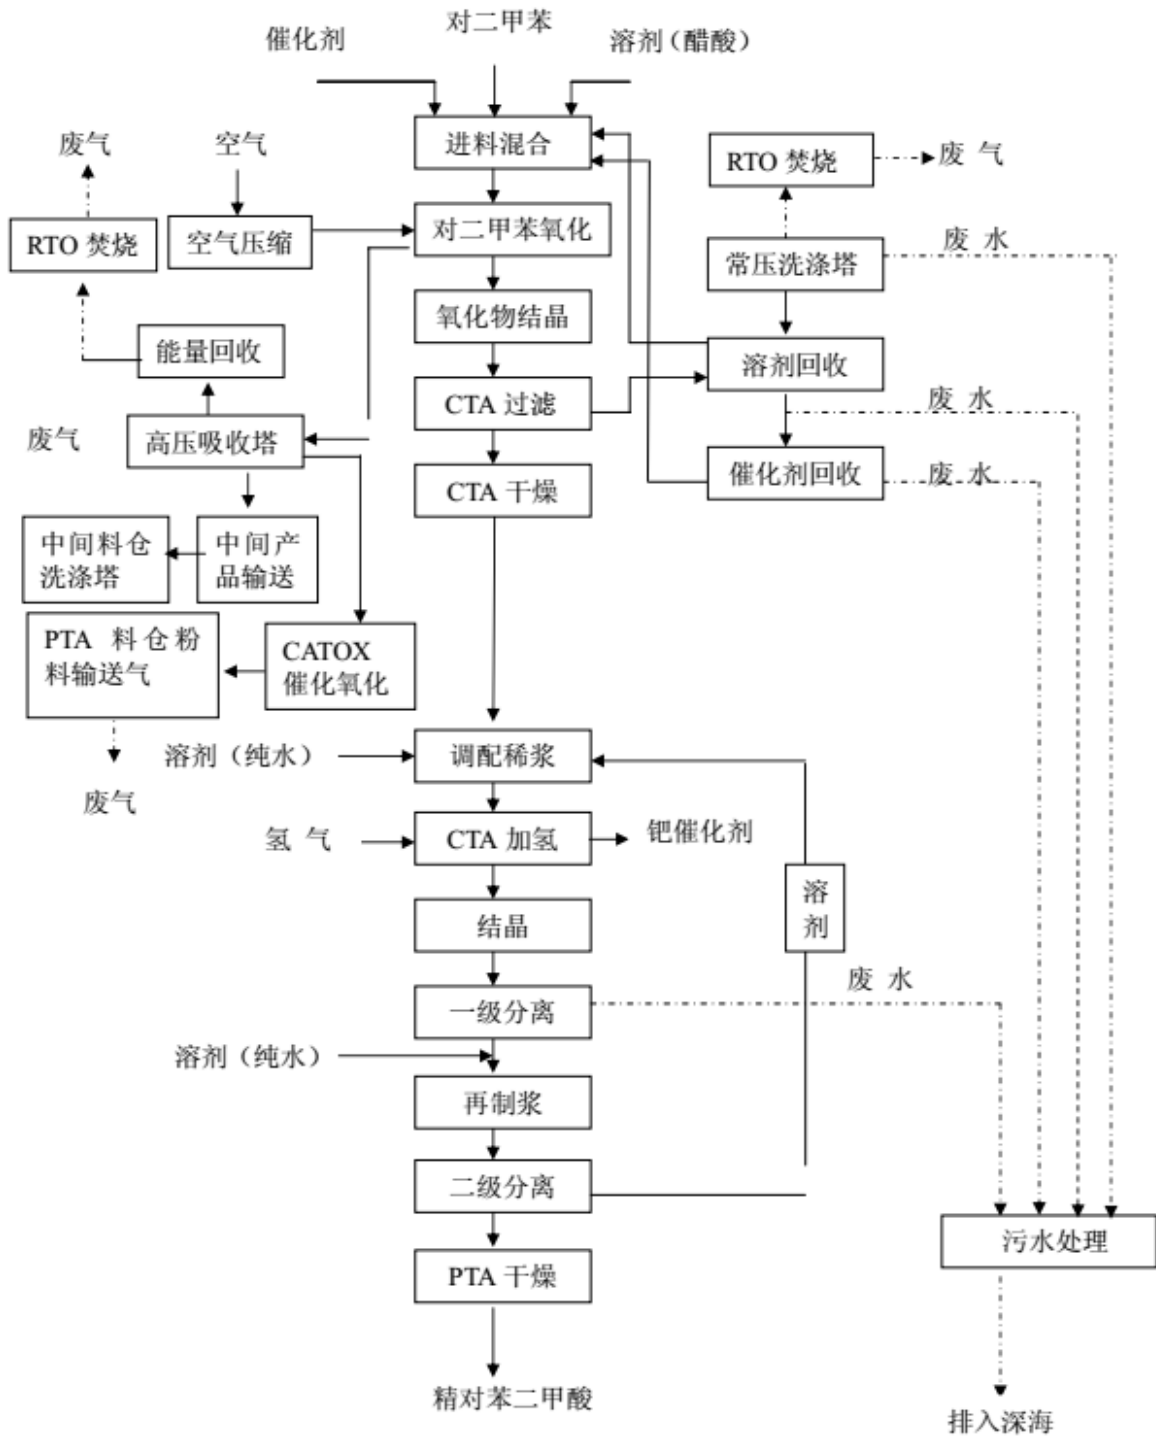 对二甲苯
催化剂
溶剂（醋酸）
废气
空气
进料混合
RTO 焚烧
废 气
RTO 焚烧
空气压缩
对二甲苯氧化
常压洗涤塔
废 水
氧化物结晶
能量回收
溶剂回收
CTA 过滤
废 水
废气
高压吸收塔
CTA 干燥
催化剂回收
废 水
中间料仓
洗涤塔
中间产
品输送
PTA 料仓粉
料输送气
CATOX
催化氧化
溶剂（纯水）
调配稀浆
废气
氢 气
CTA 加氢
钯催化剂
溶
剂
结晶
废 水
一级分离
溶剂（纯水）
再制浆
二级分离
污水处理
PTA 干燥
精对苯二甲酸
排入深海